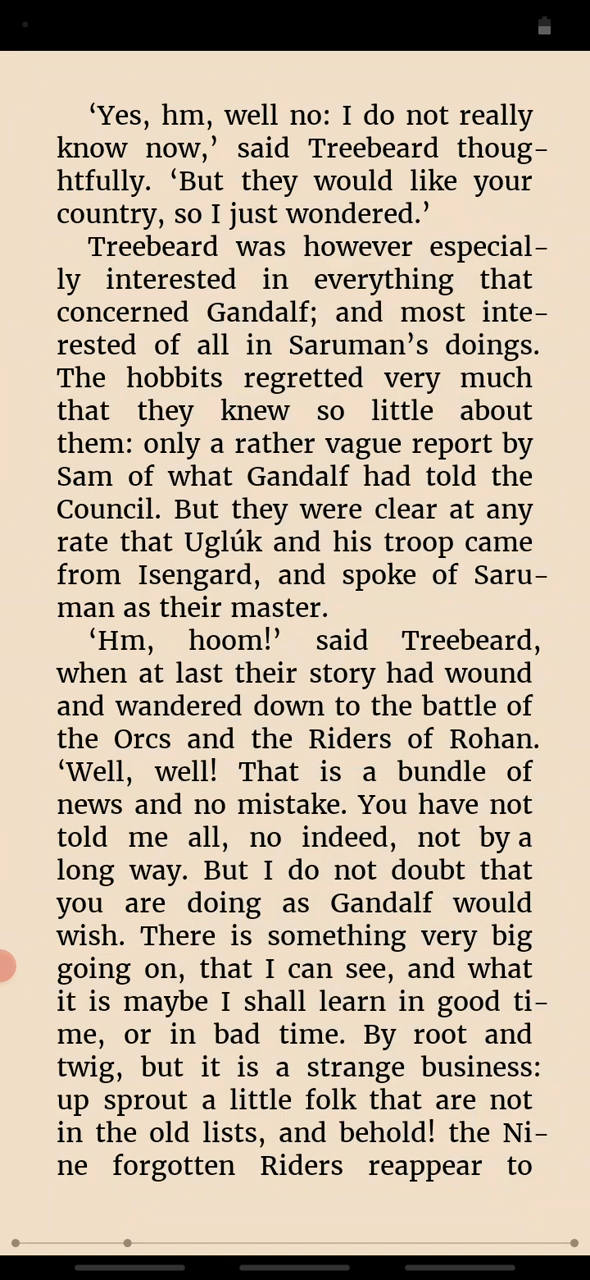 ‘Yes, hm, well no: I do not really
know now,’ said Treebeard thoug-
htfully. ‘But they would like your
country, so I just wondered.’
Treebeard was however especial-
ly interested in everything that
concerned Gandalf; and most inte-
rested of all in Saruman’s doings.
The hobbits regretted very much
that they knew so little about
them: only a rather vague report by
Sam of what Gandalf had told the
Council. But they were clear at any
rate that Uglúk and his troop came
from Isengard, and spoke of Saru-
man as their master.
‘Hm, hoom!’ said Treebeard,
when at last their story had wound
and wandered down to the battle of
the Orcs and the Riders of Rohan.
‘Well, well! That is a bundle of
news and no mistake. You have not
told me all, no indeed, not by a
long way. But I do not doubt that
you are doing as Gandalf would
wish. There is something very big
going on, that I can see, and what
it is maybe I shall learn in good ti-
me, or in bad time. By root and
twig, but it is a strange business:
up sprout a little folk that are not
in the old lists, and behold! the Ni-
ne forgotten Riders reappear to